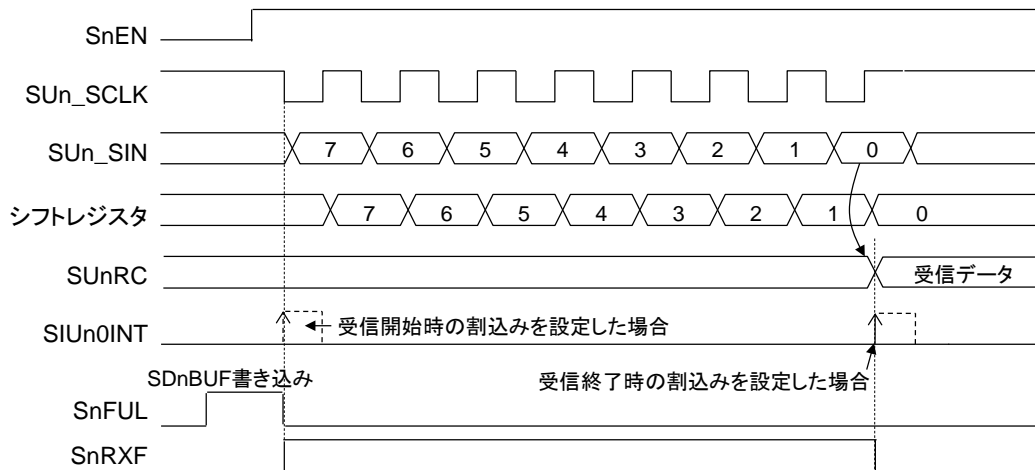 SnEN
SUn_SCLK
SUn_SIN 7 6 5 4 3 2 1 0
シフトレジスタ 7 6 5 4 3 2 1 0
SUnRC 受信データ
SIUn0INT 受信開始時の割込みを設定した場合
SDnBUF書き込み 受信終了時の割込みを設定した場合
SnFUL
SnRXF